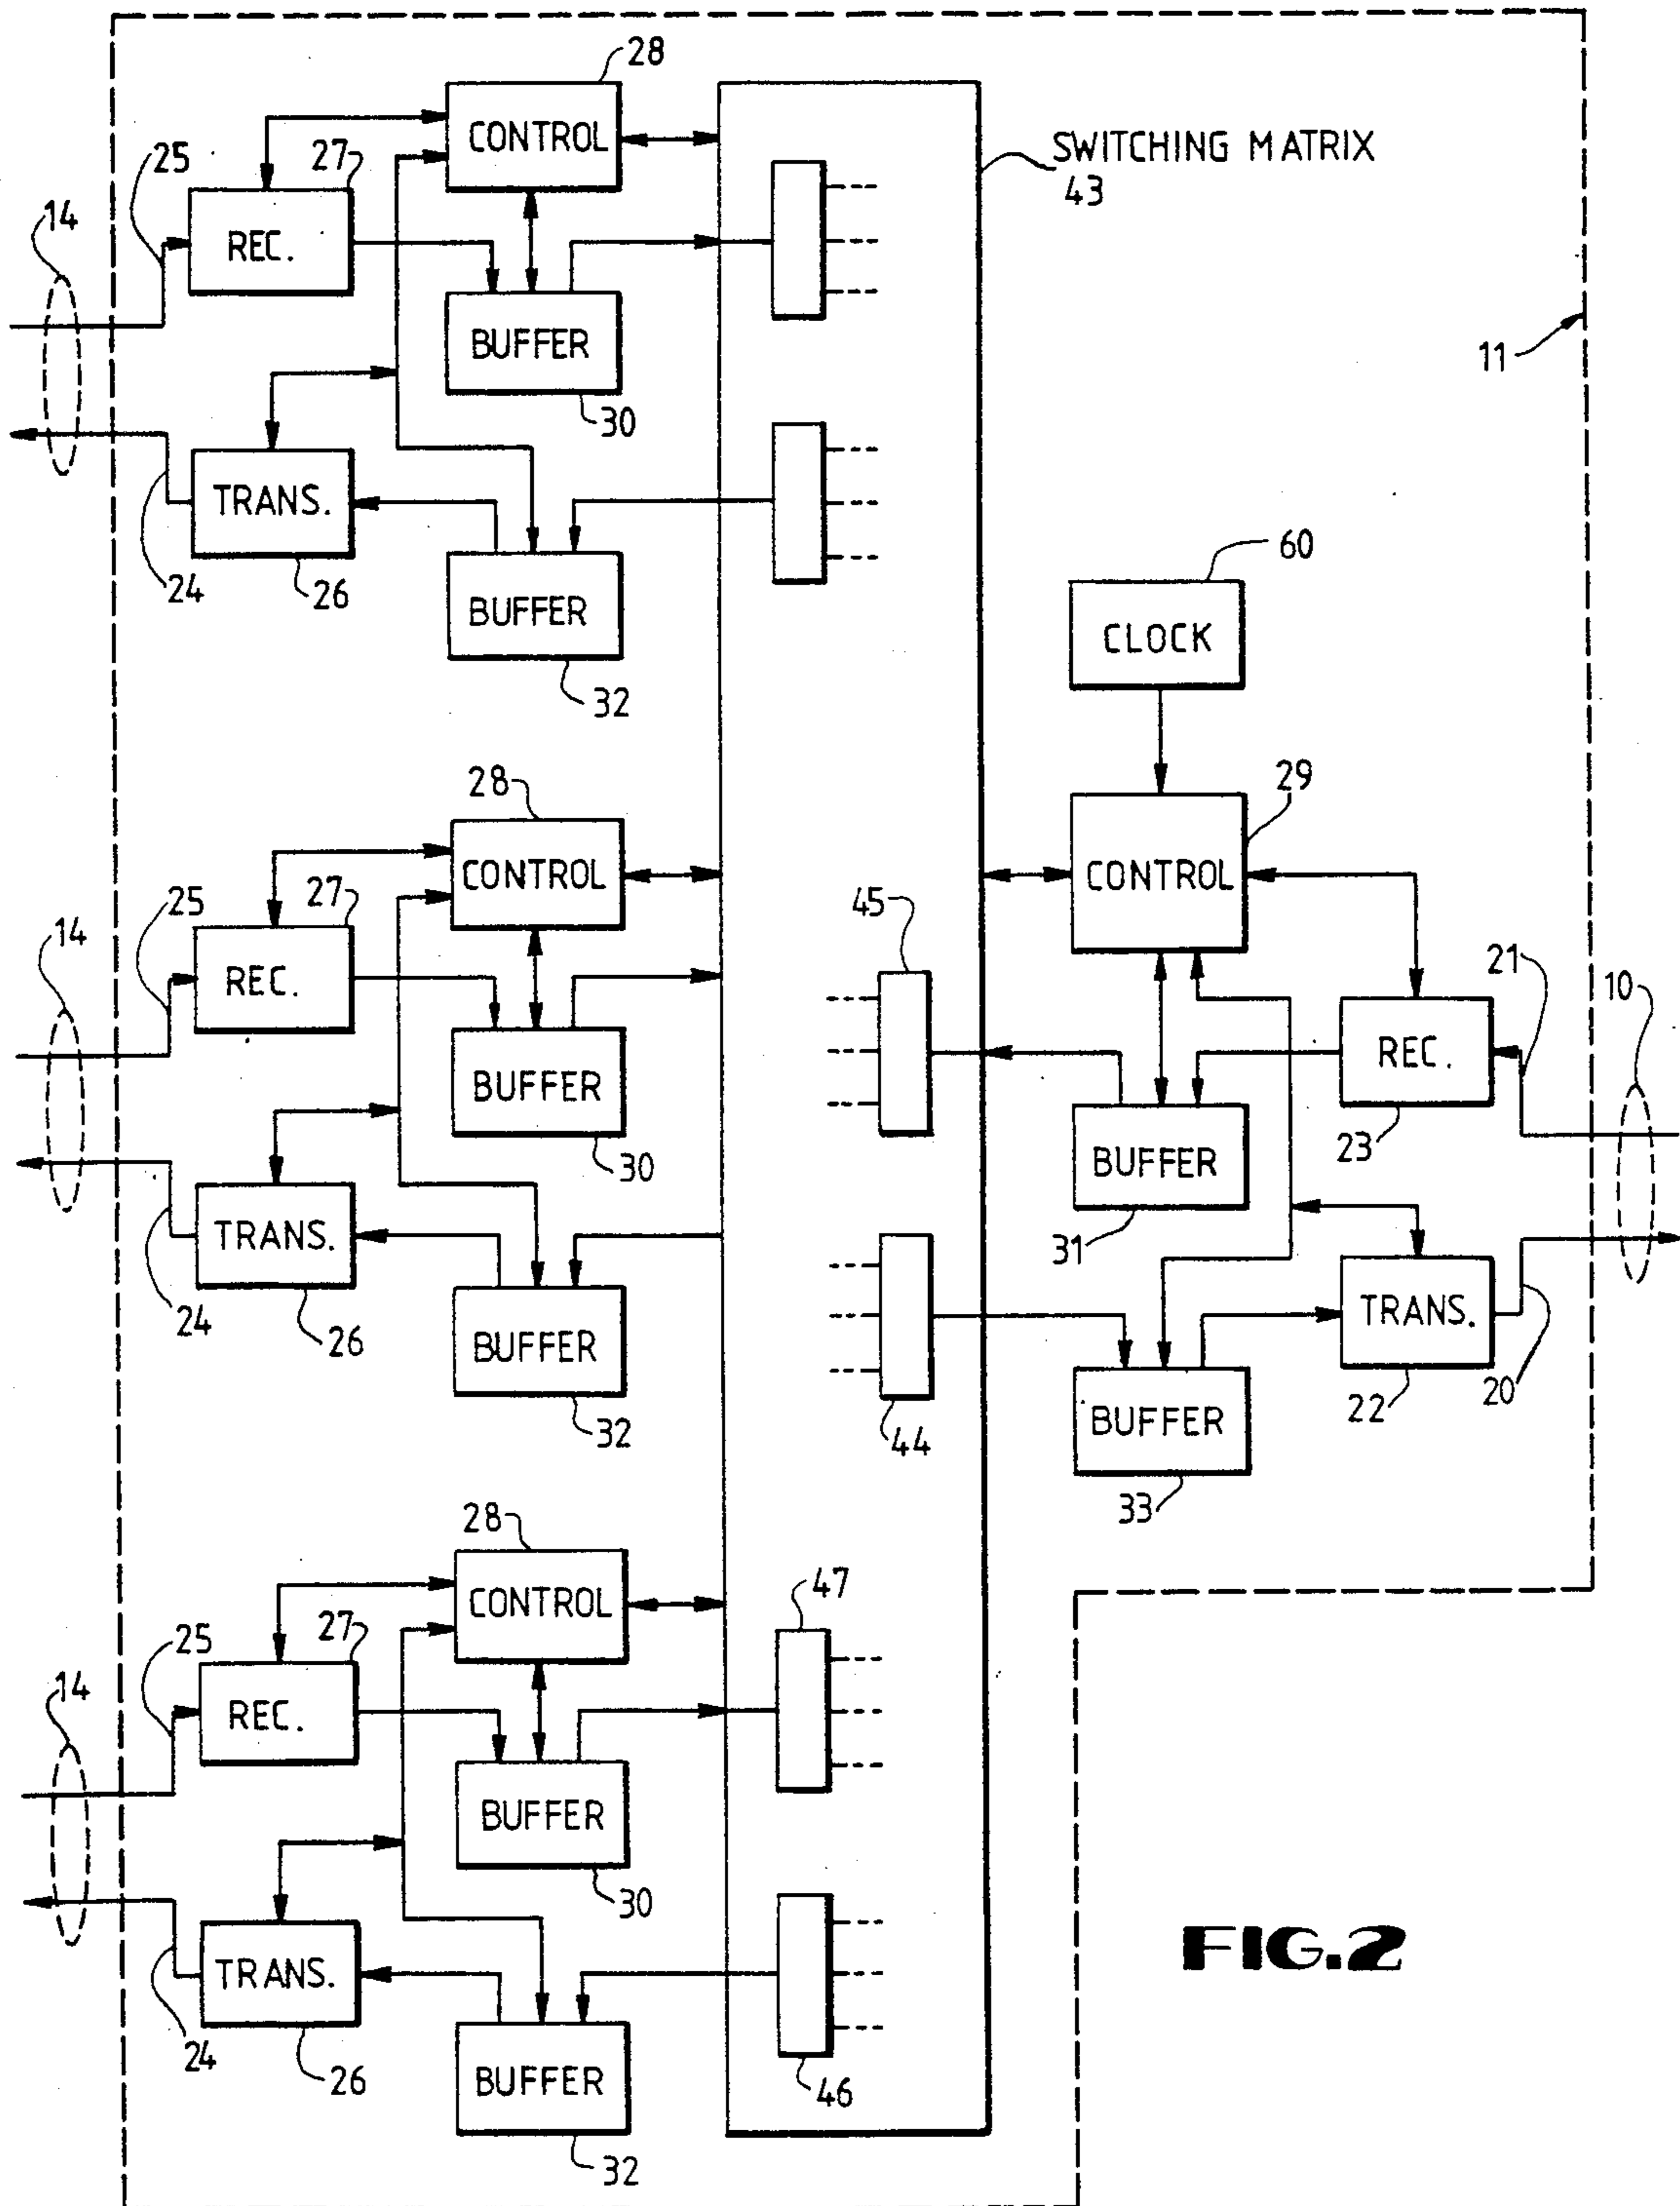 28
CONTROL
SWITCHING MATRIX
43
25
27
14
REC.
11
BUFFER
30
TRANS.
24
26
60
CLOCK
BUFFER
32
28
29
CONTROL
CONTROL
25
27
45
14
21
10
REC.
REC.
BUFFER
23
BUFFER
30
31
TRANS.
TRANS.
24
26
20
22
BUFFER
BUFFER
44
32
33
28
47
CONTROL
25
27
14
REC.
BUFFER
30
FIG.2
TRANS.
24
26
BUFFER
46
32